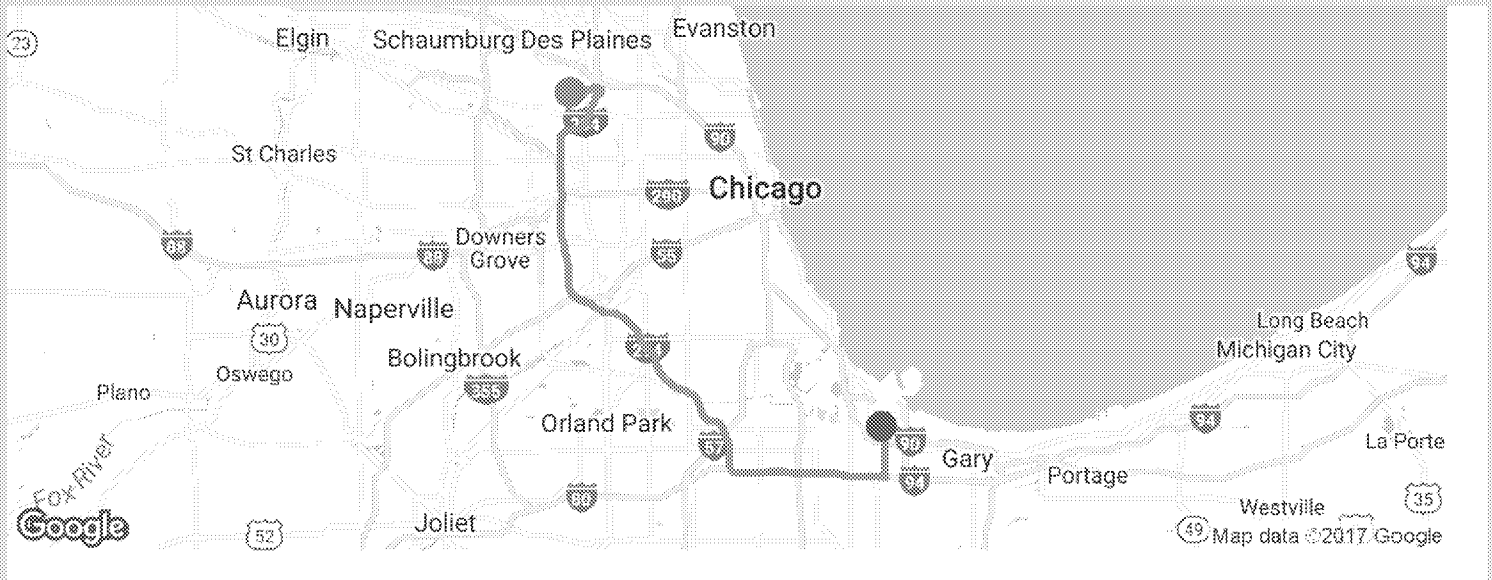 Evanston
Elgin
Schaumburg Des Plaines
90
St Charles
290
Chicago
88
88
Downers
Grove
55
94
Aurora
Naperville
30
Long Beach
Michigan City
Bolingbrook
Oswego
Plano
Orland Park
94
57
90
La Porte
Gary
94
Portage
Fox River
80
35
Westville
Google
52
Joliet
49
Map data ©2017 Google